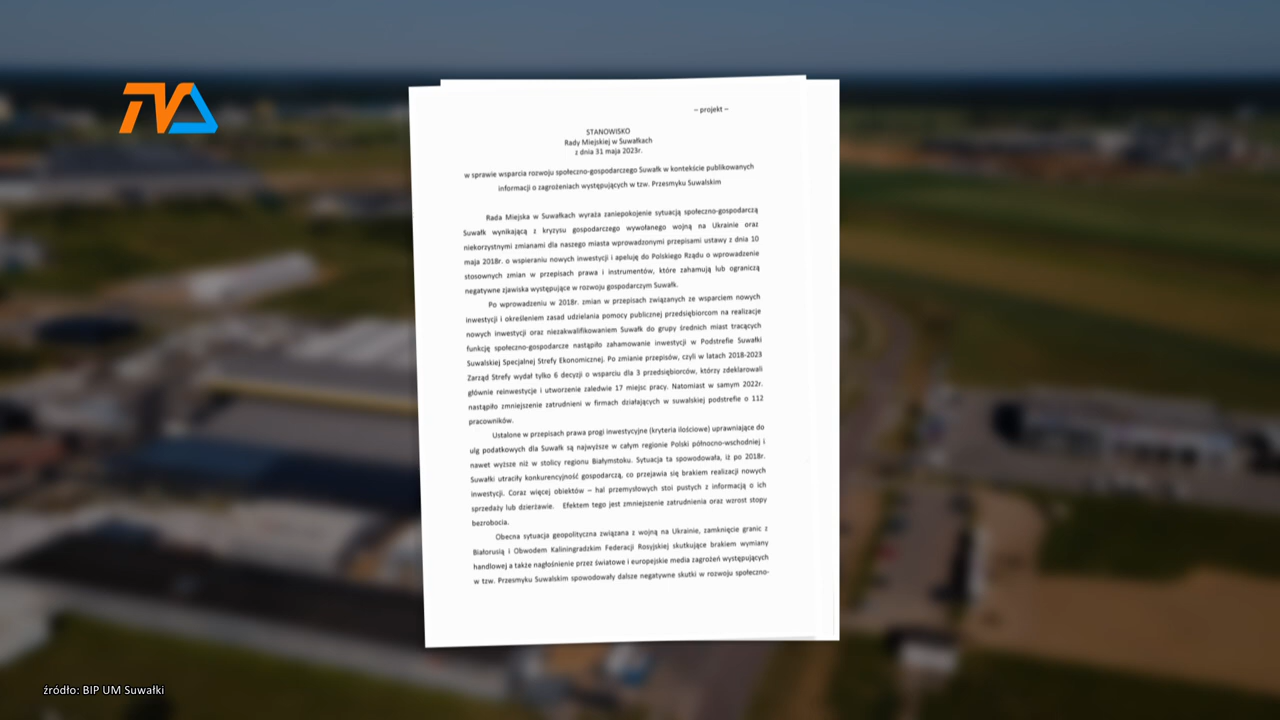 TVA
– projekt –
STANOWISKO
Rady Miejskiej w Suwałkach
z dnia 31 maja 2023r.
w sprawie wsparcia rozwoju społeczno-gospodarczego Suwałk w kontekście publikowanych
informacji o zagrożeniach występujących w tzw. Przesmyku Suwalskim
Rada Miejska w Suwałkach wyraża zaniepokojenie sytuacją społeczno-gospodarczą
Suwałk wynikającą z kryzysu gospodarczego wywołanego wojną na Ukrainie oraz
niekorzystnymi zmianami dla naszego miasta wprowadzonymi przepisami ustawy z dnia 10
maja 2018r. o wspieraniu nowych inwestycji i apeluję do Polskiego Rządu o wprowadzenie
stosownych zmian w przepisach prawa i instrumentów, które zahamują lub ograniczą
negatywne zjawiska występujące w rozwoju gospodarczym Suwałk.
Po wprowadzeniu w 2018r. zmian w przepisach związanych ze wsparciem nowych
inwestycji i określeniem zasad udzielania pomocy publicznej przedsiębiorcom na realizacje
nowych inwestycji oraz niezakwalifikowaniem Suwałk do grupy średnich miast tracących
funkcję społeczno-gospodarcze nastąpiło zahamowanie inwestycji w Podstrefie Suwałki
Suwalskiej Specjalnej Strefy Ekonomicznej. Po zmianie przepisów, czyli w latach 2018-2023
Zarząd Strefy wydał tylko 6 decyzji o wsparciu dla 3 przedsiębiorców, którzy zdeklarowali
głównie reinwestycje i utworzenie zaledwie 17 miejsc pracy. Natomiast w samym 2022r.
nastąpiło zmniejszenie zatrudnieni w firmach działających w suwalskiej podstrefie o 112
pracowników.
Ustalone w przepisach prawa progi inwestycyjne (kryteria ilościowe) uprawniające do
ulg podatkowych dla Suwałk są najwyższe w całym regionie Polski północno-wschodniej i
nawet wyższe niż w stolicy regionu Białymstoku. Sytuacja ta spowodowała, iż po 2018r.
Suwałki utraciły konkurencyjność gospodarczą, co przejawia się brakiem realizacji nowych
inwestycji. Coraz więcej obiektów – hal przemysłowych stoi pustych z informacją o ich
sprzedaży lub dzierżawie. Efektem tego jest zmniejszenie zatrudnienia oraz wzrost stopy
bezrobocia.
Obecna sytuacja geopolityczna związana z wojną na Ukrainie, zamknięcie granic z
Białorusią i Obwodem Kaliningradzkim Federacji Rosyjskiej skutkujące brakiem wymiany
handlowej a także nagłośnienie przez światowe i europejskie media zagrożeń występujących
w tzw. Przesmyku Suwalskim spowodowały dalsze negatywne skutki w rozwoju społeczno-
źródło: BIP UM Suwałki